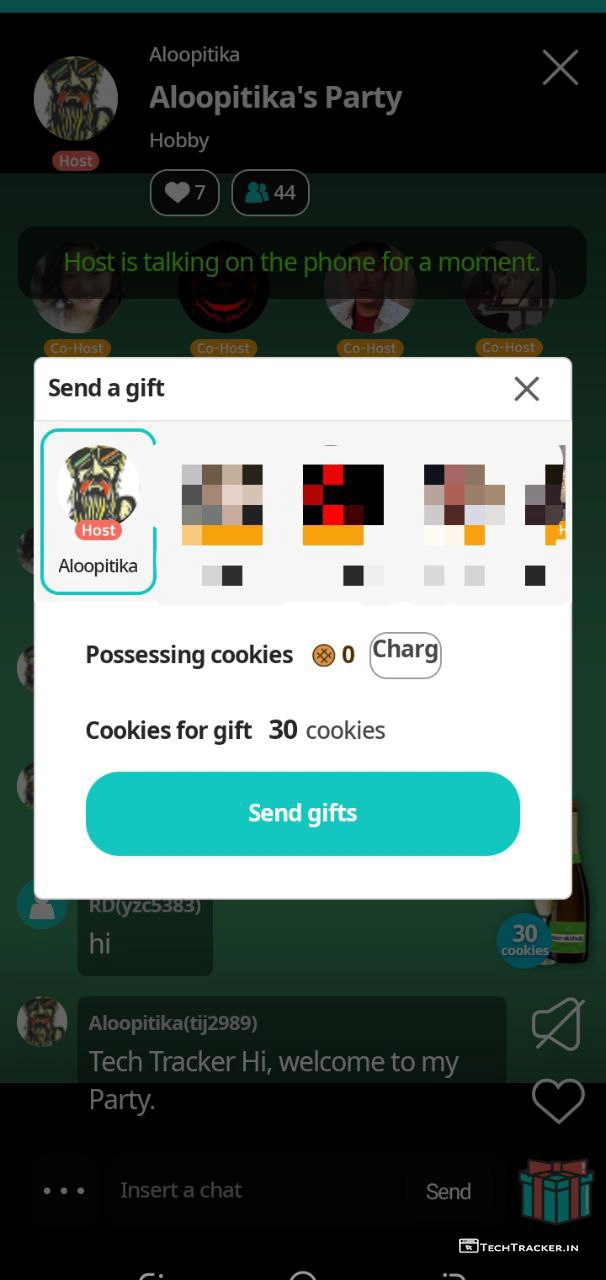 Aloopitika
Aloopitika's Party
Hobby
Host
7
44
Host is talking on the phone for a moment.
Co-Host
Co-Host
Co-Host
Co-Host
Send a gift
Host
Aloopitika
Possessing cookies 0 Charg
Cookies for gift 30 cookies
Send gifts
RD(yzc5383)
hi
30
cookies
Non-Alcoholic
Aloopitika(tij2989)
Tech Tracker Hi, welcome to my
Party.
Insert a chat
Send
TECHTRACKER.IN